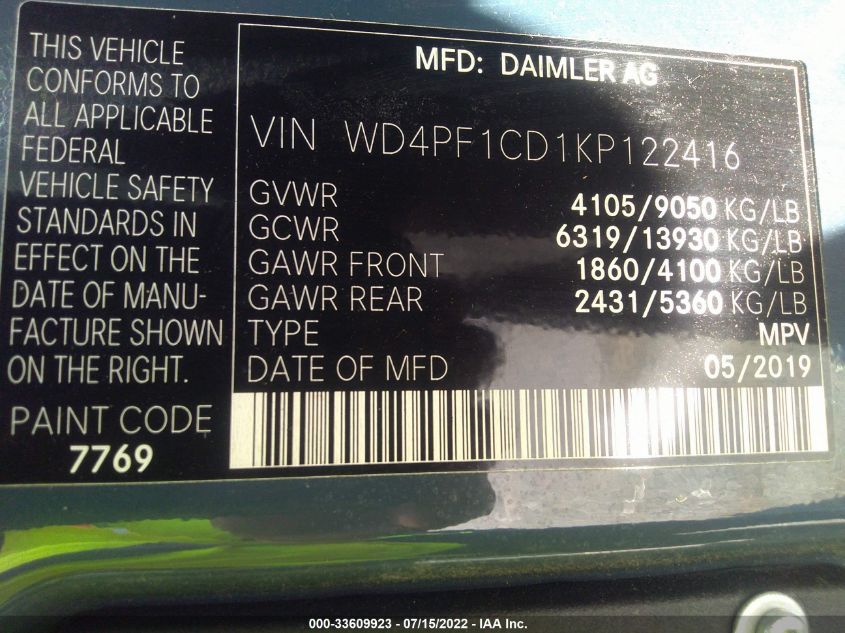 THIS VEHICLE
CONFORMS TO
ALL APPLICABLE
FEDERAL
VEHICLE SAFETY
STANDARDS IN
EFFECT ON THE
DATE OF MANU-
FACTURE SHOWN
ON THE RIGHT.
PAINT CODE
7769
MFD: DAIMLER AG
VIN WD4PF1CD1KP122416
GVWR 4105/9050 KG/LB
GCWR 6319/13930 KG/LB
GAWR FRONT 1860/4100 KG/LB
GAWR REAR 2431/5360 KG/LB
TYPE MPV
DATE OF MFD 05/2019
000-33609923 - 07/15/2022 - IAA Inc.